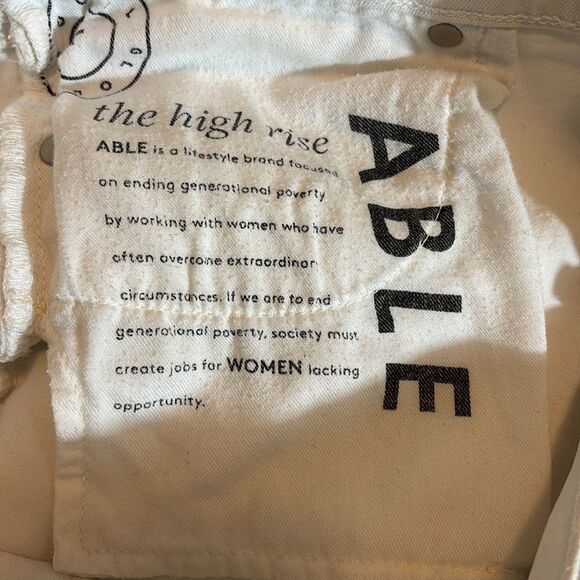 the high rise
ABLE is a lifestyle brand focused
on ending generational poverty
by working with women who have
often overcome extraordinar
circumstances. If we are to end
generational poverty, society must
create jobs for WOMEN lacking
opportunity.
ABLE